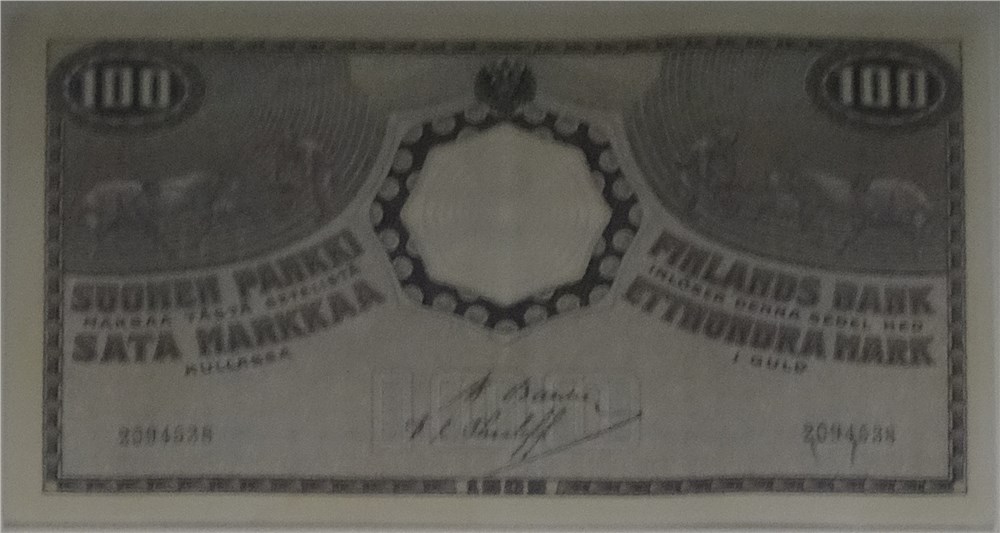 100 100
SUOMEN PANKKI
MAKSAA TÄSTÄ SETELISTÄ
SATA MARKKAA
KULLASSA
FINLANDS BANK
INLÖSER DENNA SEDEL MED
ETTHUNDRA MARK
I GULD
2094638 2094638